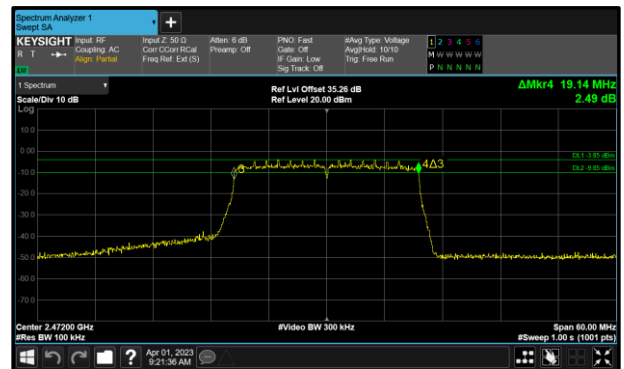 Spectrum Analyzer 1
Swept SA
KEYSIGHT
R T
Input: RF
Coupling: AC
Align: Partial
Input Z: 50 Ω
Corr CCorr RCal
Freq Ref: Ext (S)
Atten: 6 dB
Preamp: Off
PNO: Fast
Gate: Off
IF Gain: Low
Sig Track: Off
#Avg Type: Voltage
Avg|Hold: 10/10
Trig: Free Run
1 2 3 4 5 6
M W W W W W
P N N N N N
1 Spectrum
Scale/Div 10 dB
Ref Lvl Offset 35.26 dB
Ref Level 20.00 dBm
ΔMkr4 19.14 MHz
2.49 dB
Log
10.0
0.00
-10.0
-20.0
-30.0
-40.0
-50.0
-60.0
-70.0
3
4Δ3
DL1 -3.85 dBm
DL2 -9.85 dBm
Center 2.47200 GHz
#Res BW 100 kHz
#Video BW 300 kHz
Span 60.00 MHz
#Sweep 1.00 s (1001 pts)
?
Apr 01, 2023
9:21:36 AM